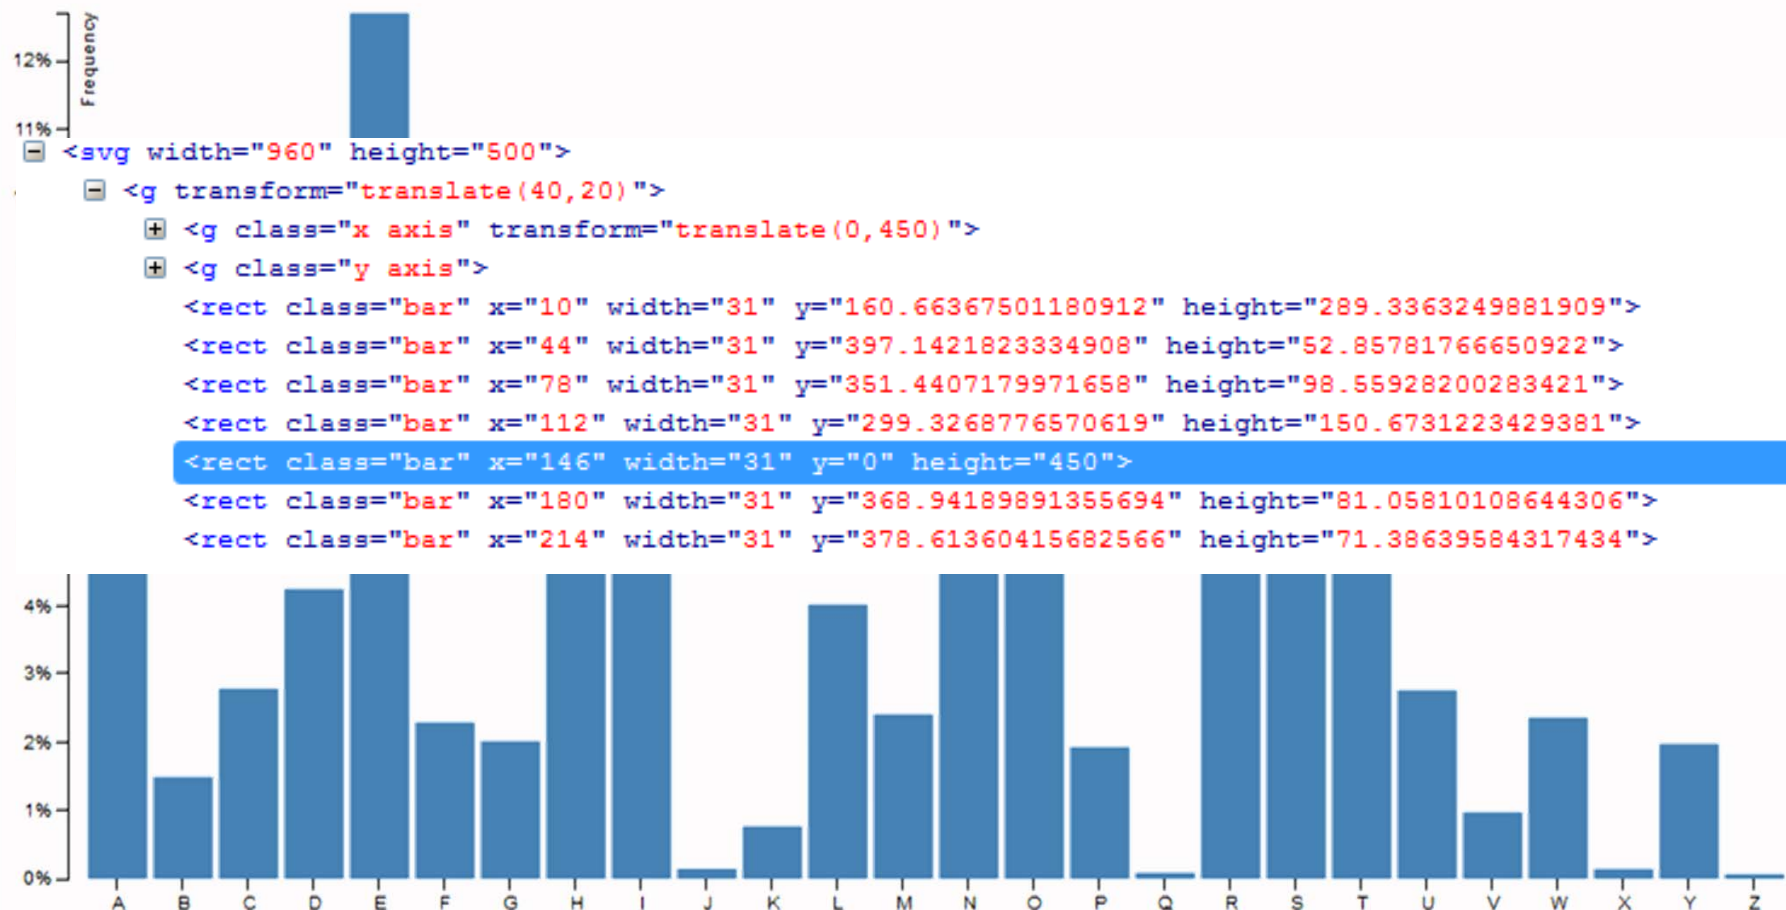 Frequency
12%
11%
<svg width="960" height="500">
<g transform="translate(40,20)">
<g class="x axis" transform="translate(0,450)">
<g class="y axis">
<rect class="bar" x="10" width="31" y="160.66367501180912" height="289.3363249881909">
<rect class="bar" x="44" width="31" y="397.1421823334908" height="52.85781766650922">
<rect class="bar" x="78" width="31" y="351.4407179971658" height="98.55928200283421">
<rect class="bar" x="112" width="31" y="299.3268776570619" height="150.6731223429381">
<rect class="bar" x="146" width="31" y="0" height="450">
<rect class="bar" x="180" width="31" y="368.94189891355694" height="81.05810108644306">
<rect class="bar" x="214" width="31" y="378.61360415682566" height="71.38639584317434">
4%
3%
2%
1%
0%
A B C D E F G H I J K L M N O P Q R S T U V W X Y Z